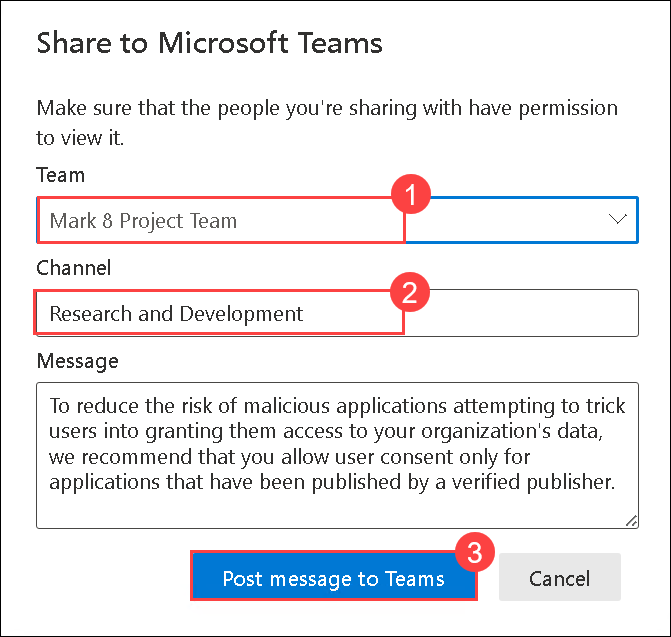 Share to Microsoft Teams
Make sure that the people you're sharing with have permission
to view it.
Team
1
Mark 8 Project Team
Channel
2
Research and Development
Message
To reduce the risk of malicious applications attempting to trick
users into granting them access to your organization's data,
we recommend that you allow user consent only for
applications that have been published by a verified publisher.
3
Post message to Teams
Cancel